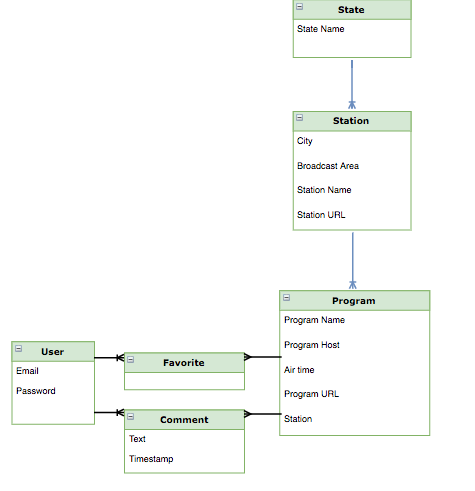 State
State Name
Station
City
Broadcast Area
Station Name
Station URL
Program
Program Name
Program Host
Air time
Program URL
Station
User
Email
Password
Favorite
Comment
Text
Timestamp